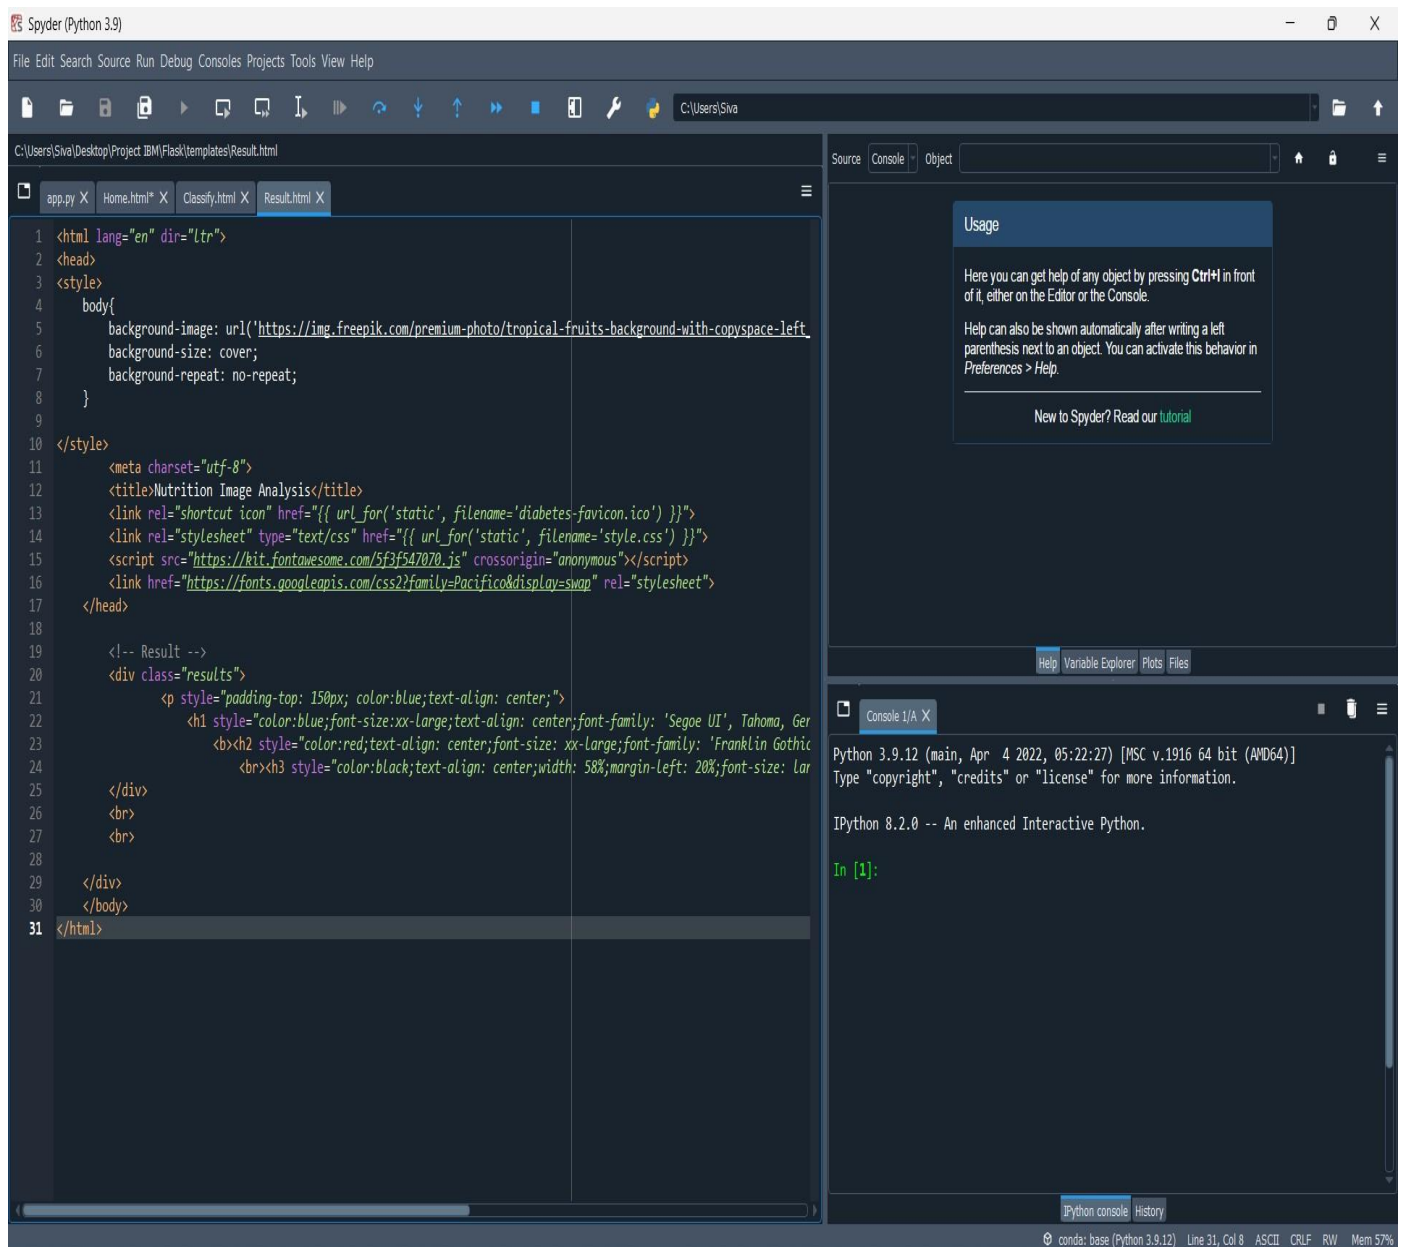 Spyder (Python 3.9)
File Edit Search Source Run Debug Consoles Projects Tools View Help
C:\Users\Siva
C:\Users\Siva\Desktop\Project IBM\Flask\templates\Result.html
app.py X Home.html* X Classify.html X Result.html X
1 <html lang="en" dir="ltr">
2 <head>
3 <style>
4 body{
5 background-image: url('https://img.freepik.com/premium-photo/tropical-fruits-background-with-copyspace-left_
6 background-size: cover;
7 background-repeat: no-repeat;
8 }
9
10 </style>
11 <meta charset="utf-8">
12 <title>Nutrition Image Analysis</title>
13 <link rel="shortcut icon" href="{{ url_for('static', filename='diabetes-favicon.ico') }}">
14 <link rel="stylesheet" type="text/css" href="{{ url_for('static', filename='style.css') }}">
15 <script src="https://kit.fontawesome.com/5f3f547070.js" crossorigin="anonymous"></script>
16 <link href="https://fonts.googleapis.com/css2?family=Pacifico&display=swap" rel="stylesheet">
17 </head>
18
19 <!-- Result -->
20 <div class="results">
21 <p style="padding-top: 150px; color:blue;text-align: center;">
22 <h1 style="color:blue;font-size:xx-large;text-align: center;font-family: 'Segoe UI', Tahoma, Ger
23 <b><h2 style="color:red;text-align: center;font-size: xx-large;font-family: 'Franklin Gothic
24 <br><h3 style="color:black;text-align: center;width: 58%;margin-left: 20%;font-size: lar
25 </div>
26 <br>
27 <br>
28
29 </div>
30 </body>
31 </html>
Source Console Object
Usage
Here you can get help of any object by pressing Ctrl+I in front
of it, either on the Editor or the Console.
Help can also be shown automatically after writing a left
parenthesis next to an object. You can activate this behavior in
Preferences > Help.
New to Spyder? Read our tutorial
Help Variable Explorer Plots Files
Console 1/A X
Python 3.9.12 (main, Apr 4 2022, 05:22:27) [MSC v.1916 64 bit (AMD64)]
Type "copyright", "credits" or "license" for more information.
IPython 8.2.0 -- An enhanced Interactive Python.
In [1]:
IPython console History
conda: base (Python 3.9.12) Line 31, Col 8 ASCII CRLF RW Mem 57%